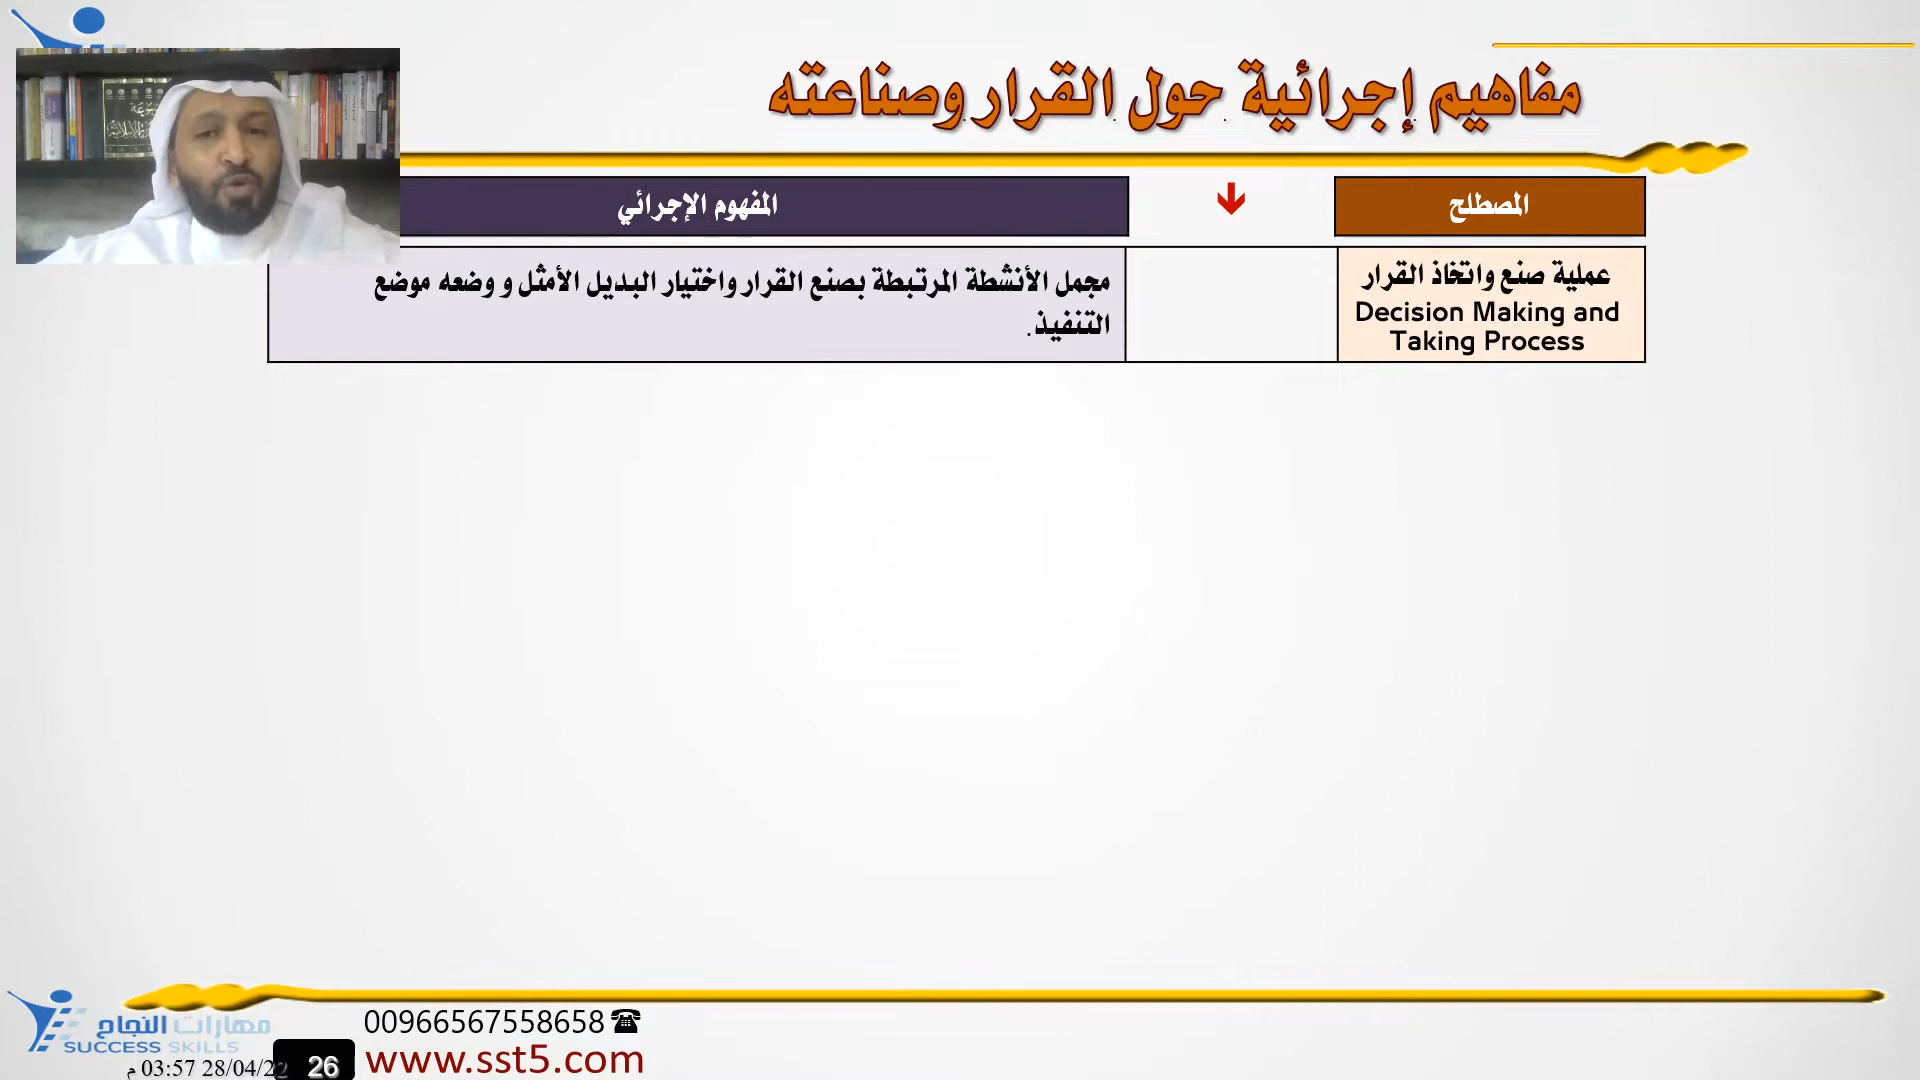 مفاهيم إجرائية حول القرار وصناعته
المصطلح
المفهوم الإجرائي
عملية صنع واتخاذ القرار
Decision Making and
Taking Process
مجمل الأنشطة المرتبطة بصنع القرار واختيار البديل الأمثل و وضعه موضع
التنفيذ.
مهارات النجاح
SUCCESS SKILLS
00966567558658
www.sst5.com
26
03:57 28/04/22 م